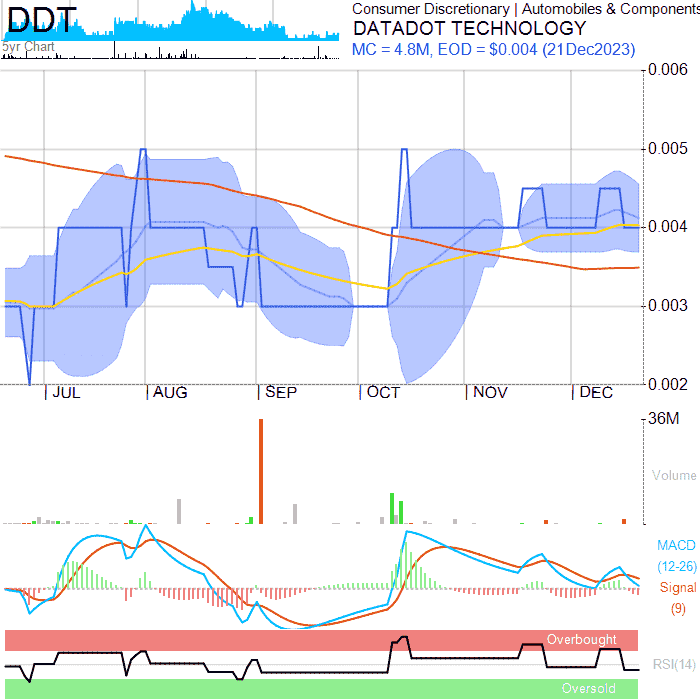 DDT
5yr Chart
Consumer Discretionary | Automobiles & Components
DATADOT TECHNOLOGY
MC = 4.8M, EOD = $0.004 (21Dec2023)
0.006
0.005
0.004
0.003
0.002
JUL AUG SEP OCT NOV DEC
36M
Volume
MACD
(12-26)
Signal
(9)
Overbought
RSI(14)
Oversold